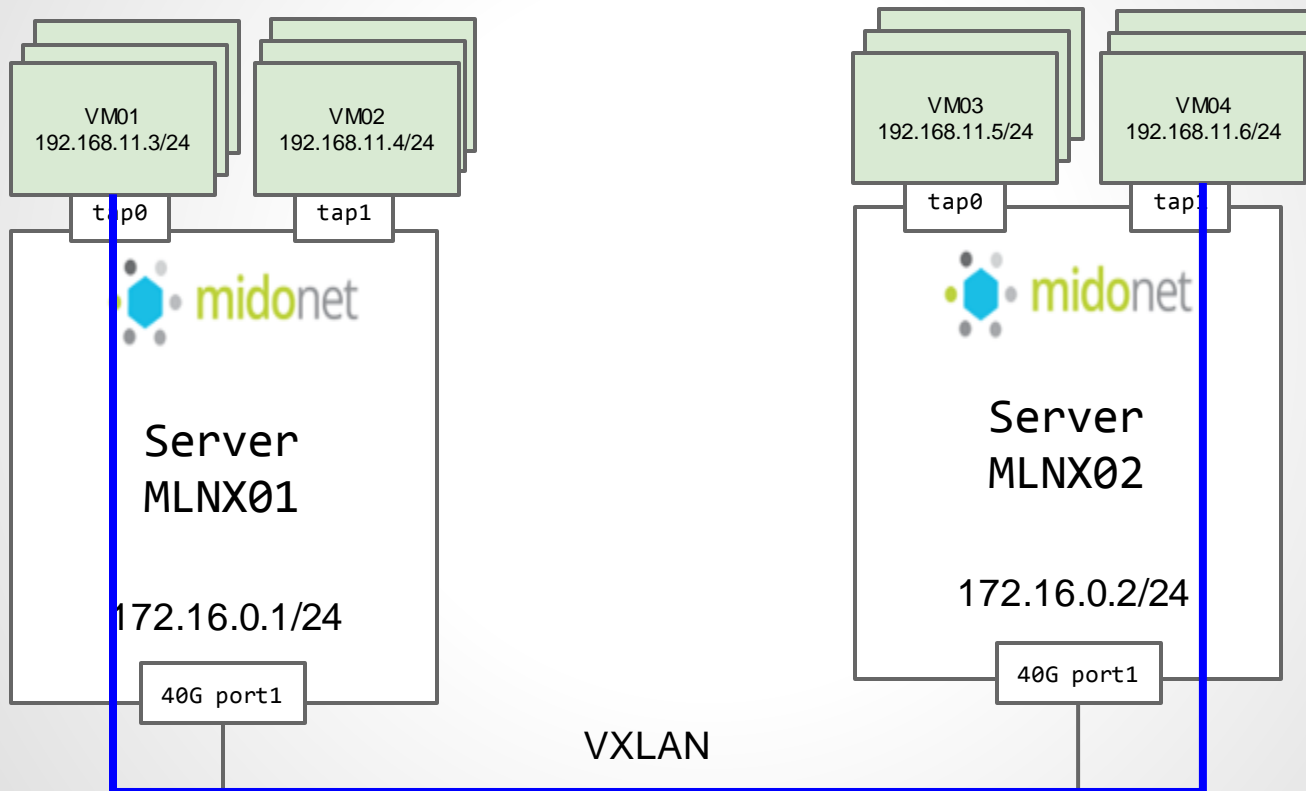 VM01
192.168.11.3/24
VM02
192.168.11.4/24
VM03
192.168.11.5/24
VM04
192.168.11.6/24
tap0
tap1
tap0
tap1
midonet
midonet
Server
MLNX01
Server
MLNX02
172.16.0.1/24
172.16.0.2/24
40G port1
40G port1
VXLAN